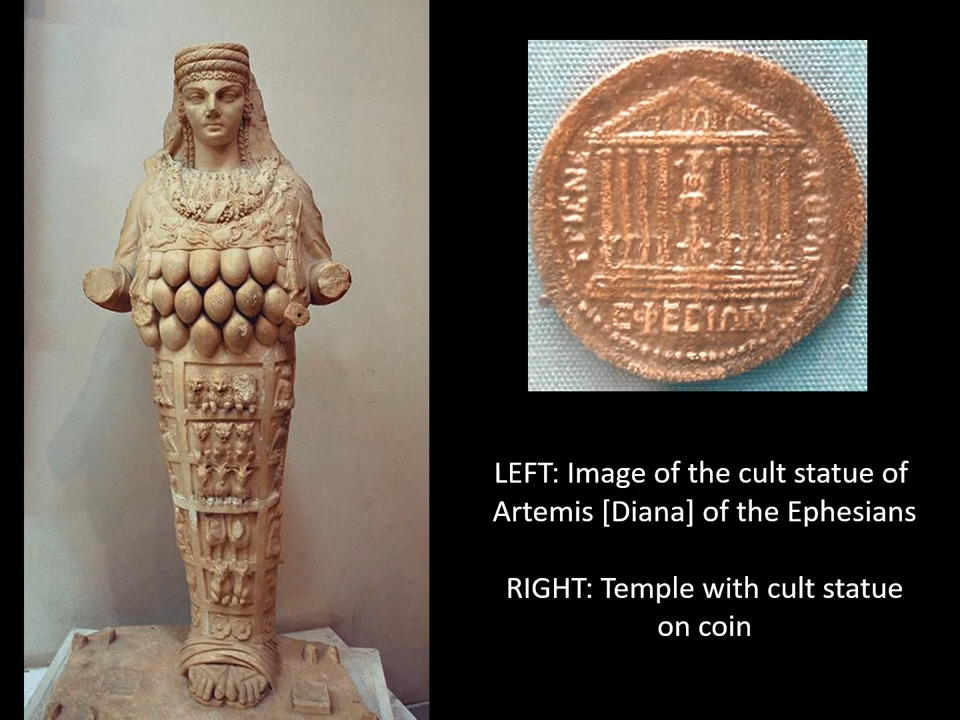 ΕΦΕΣΙΩΝ
LEFT: Image of the cult statue of
Artemis [Diana] of the Ephesians
RIGHT: Temple with cult statue
on coin